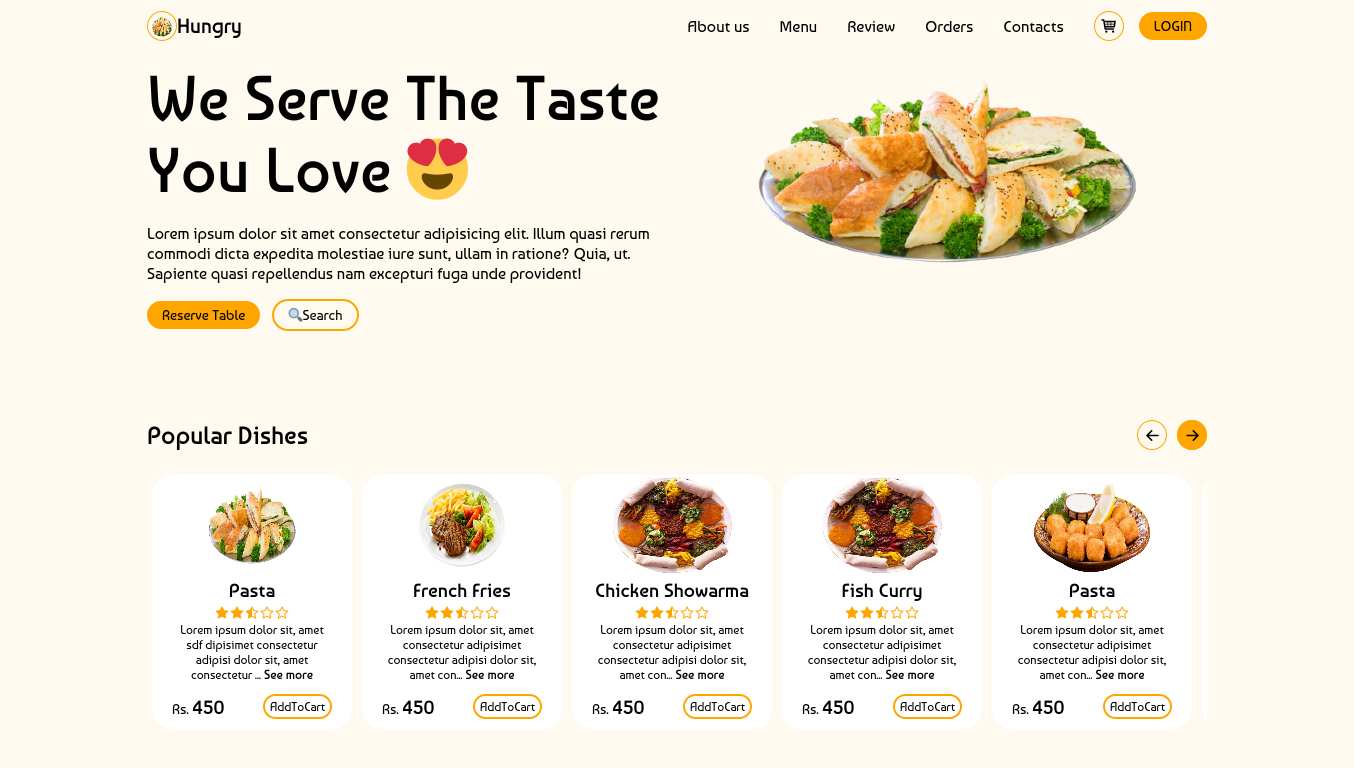 Hungry
About us
Menu
Review
Orders
Contacts
LOGIN
We Serve The Taste
You Love 😍
Lorem ipsum dolor sit amet consectetur adipisicing elit. Illum quasi rerum
commodi dicta expedita molestiae iure sunt, ullam in ratione? Quia, ut.
Sapiente quasi repellendus nam excepturi fuga unde provident!
Reserve Table
🔍Search
Popular Dishes
Pasta
Lorem ipsum dolor sit, amet
sdf dipisimet consectetur
adipisi dolor sit, amet
consectetur ... See more
Rs. 450
AddToCart
French Fries
Lorem ipsum dolor sit, amet
consectetur adipisimet
consectetur adipisi dolor sit,
amet con... See more
Rs. 450
AddToCart
Chicken Showarma
Lorem ipsum dolor sit, amet
consectetur adipisimet
consectetur adipisi dolor sit,
amet con... See more
Rs. 450
AddToCart
Fish Curry
Lorem ipsum dolor sit, amet
consectetur adipisimet
consectetur adipisi dolor sit,
amet con... See more
Rs. 450
AddToCart
Pasta
Lorem ipsum dolor sit, amet
consectetur adipisimet
consectetur adipisi dolor sit,
amet con... See more
Rs. 450
AddToCart